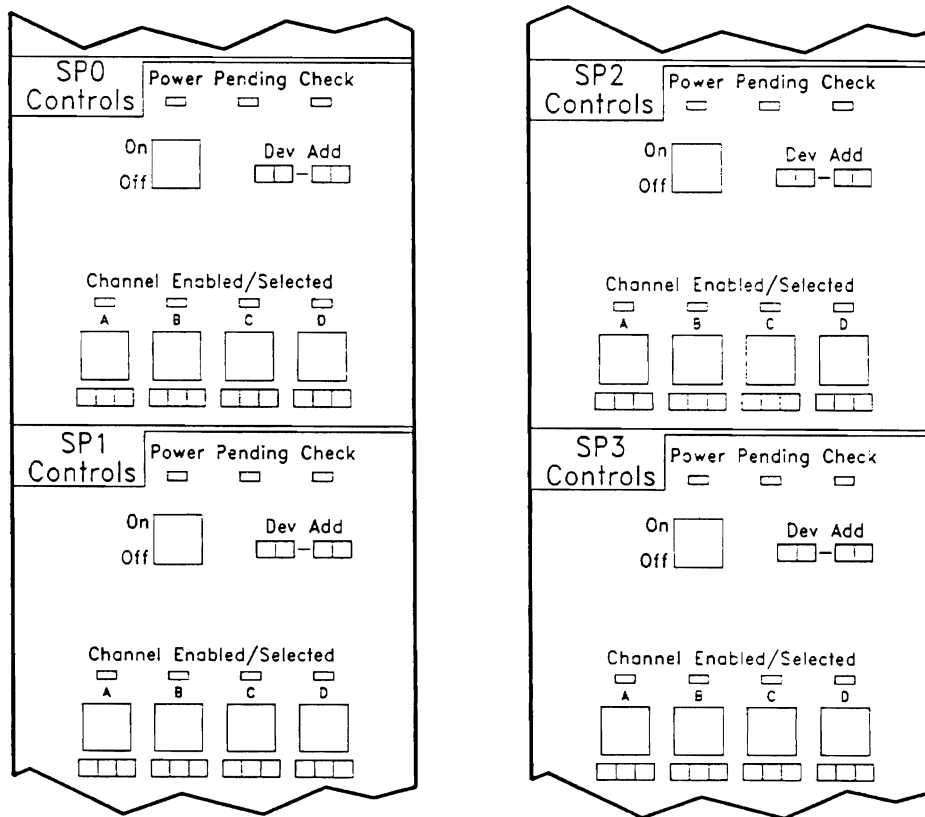 SP0
Controls
Power Pending Check
On
Off
Dev Add
Channel Enabled/Selected
A B C D
SP1
Controls
Power Pending Check
On
Off
Dev Add
Channel Enabled/Selected
A B C D
SP2
Controls
Power Pending Check
On
Off
Dev Add
Channel Enabled/Selected
A B C D
SP3
Controls
Power Pending Check
On
Off
Dev Add
Channel Enabled/Selected
A B C D